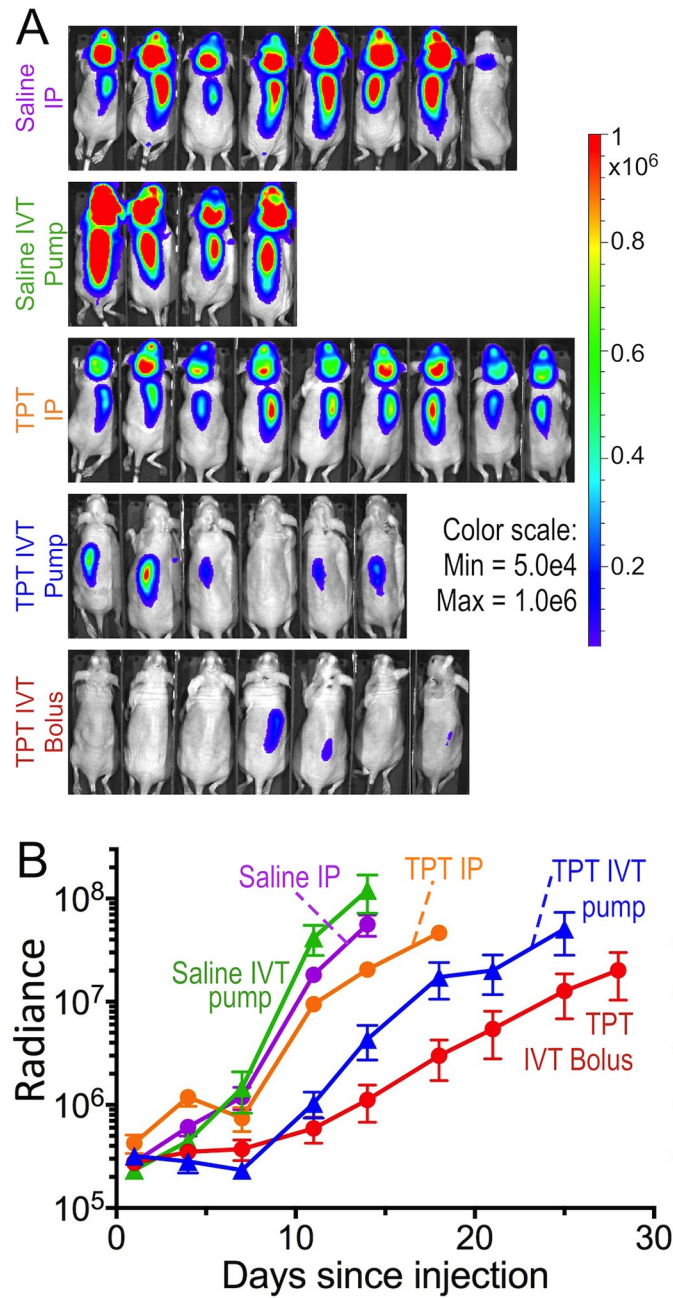 A
Saline
IP
Saline IVT
Pump
TPT
IP
TPT IVT
Pump
TPT IVT
Bolus
1
x10⁶
0.8
0.6
0.4
0.2
Color scale:
Min = 5.0e4
Max = 1.0e6
B
Radiance
10⁸
10⁷
10⁶
10⁵
Saline IP
TPT IP
TPT IVT
pump
Saline IVT
pump
TPT
IVT Bolus
0
10
20
30
Days since injection